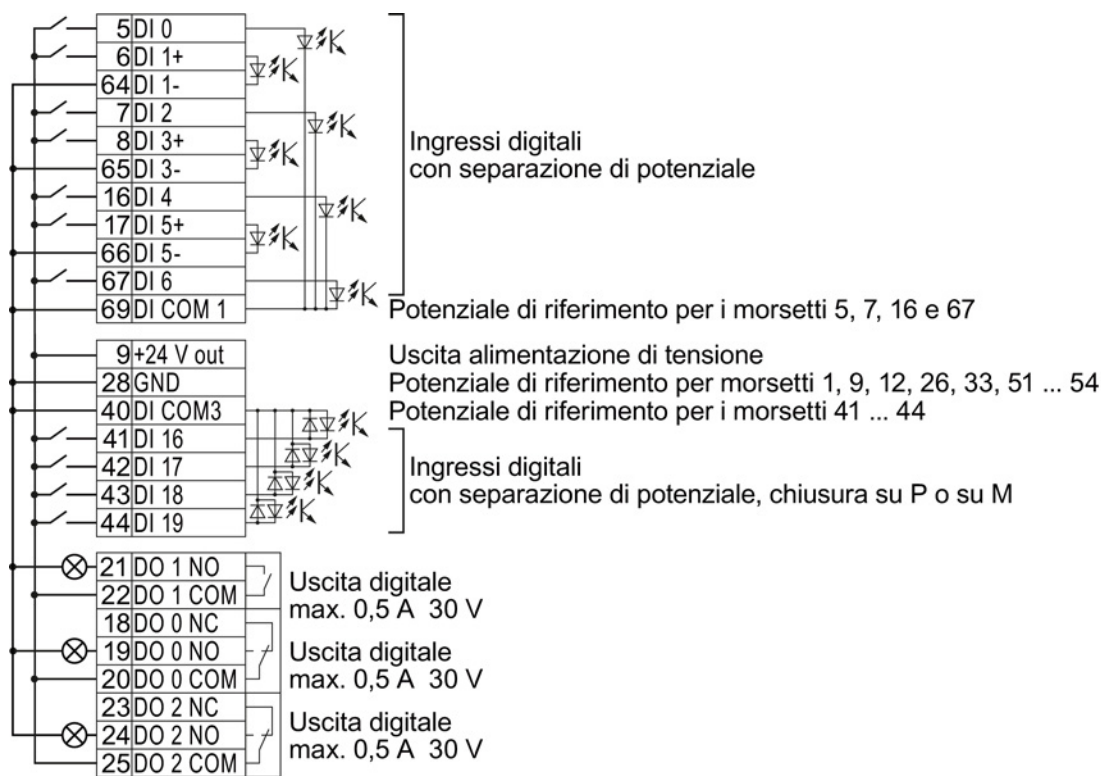 5 DI 0
6 DI 1+
64 DI 1-
7 DI 2
8 DI 3+
65 DI 3-
16 DI 4
17 DI 5+
66 DI 5-
67 DI 6
Ingressi digitali
con separazione di potenziale
69 DI COM 1 Potenziale di riferimento per i morsetti 5, 7, 16 e 67
9 +24 V out Uscita alimentazione di tensione
28 GND Potenziale di riferimento per morsetti 1, 9, 12, 26, 33, 51 ... 54
40 DI COM3 Potenziale di riferimento per i morsetti 41 ... 44
41 DI 16
42 DI 17
43 DI 18
44 DI 19
Ingressi digitali
con separazione di potenziale, chiusura su P o su M
21 DO 1 NO
22 DO 1 COM
Uscita digitale
max. 0,5 A 30 V
18 DO 0 NC
19 DO 0 NO
20 DO 0 COM
Uscita digitale
max. 0,5 A 30 V
23 DO 2 NC
24 DO 2 NO
25 DO 2 COM
Uscita digitale
max. 0,5 A 30 V